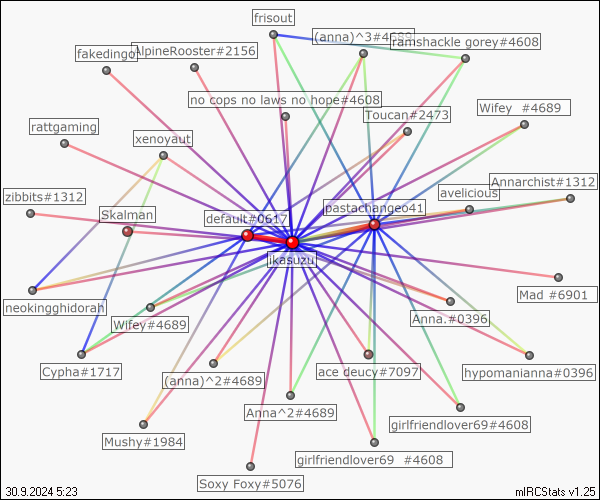 frisout
(anna)^3#4689
ramshackle gorey#4608
fakedingo
AlpineRooster#2156
no cops no laws no hope#4608
Toucan#2473
Wifey  #4689
rattgaming
xenoyaut
zibbits#1312
Skalman
default#0617
pastachange041
avelicious
Annarchist#1312
ikasuzu
neokingghidorah
Wifey#4689
Anna.#0396
Mad #6901
Cypha#1717
(anna)^2#4689
ace deucy#7097
hypomanianna#0396
Mushy#1984
Anna^2#4689
girlfriendlover69#4608
girlfriendlover69  #4608
Soxy Foxy#5076
30.9.2024 5:23
mIRCStats v1.25